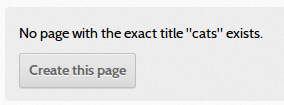 No page with the exact title "cats" exists.
Create this page